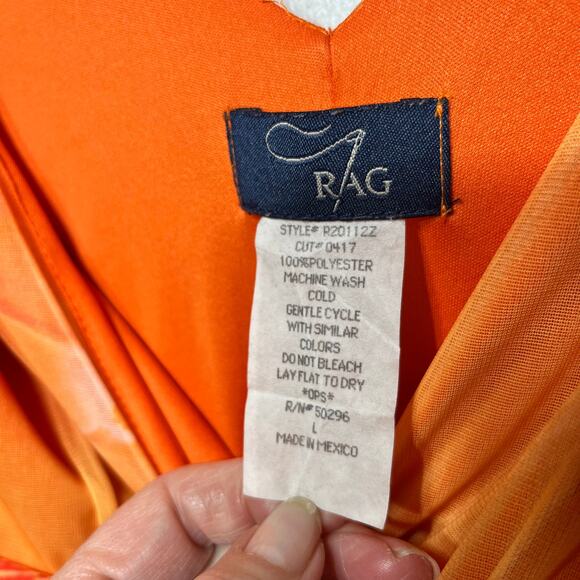 RAG
STYLE# R20112Z
CUT# 0417
100%POLYESTER
MACHINE WASH
COLD
GENTLE CYCLE
WITH SIMILAR
COLORS
DO NOT BLEACH
LAY FLAT TO DRY
*OPS*
R/N# 50296
L
MADE IN MEXICO